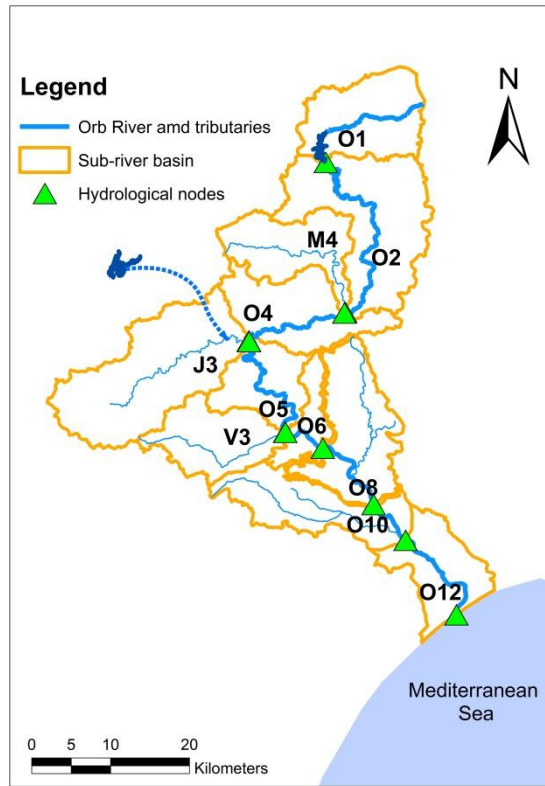 Legend
Orb River amd tributaries
Sub-river basin
Hydrological nodes
N
O1
M4
O2
O4
J3
O5
O6
V3
O8
O10
O12
Mediterranean
Sea
0 5 10 20
Kilometers